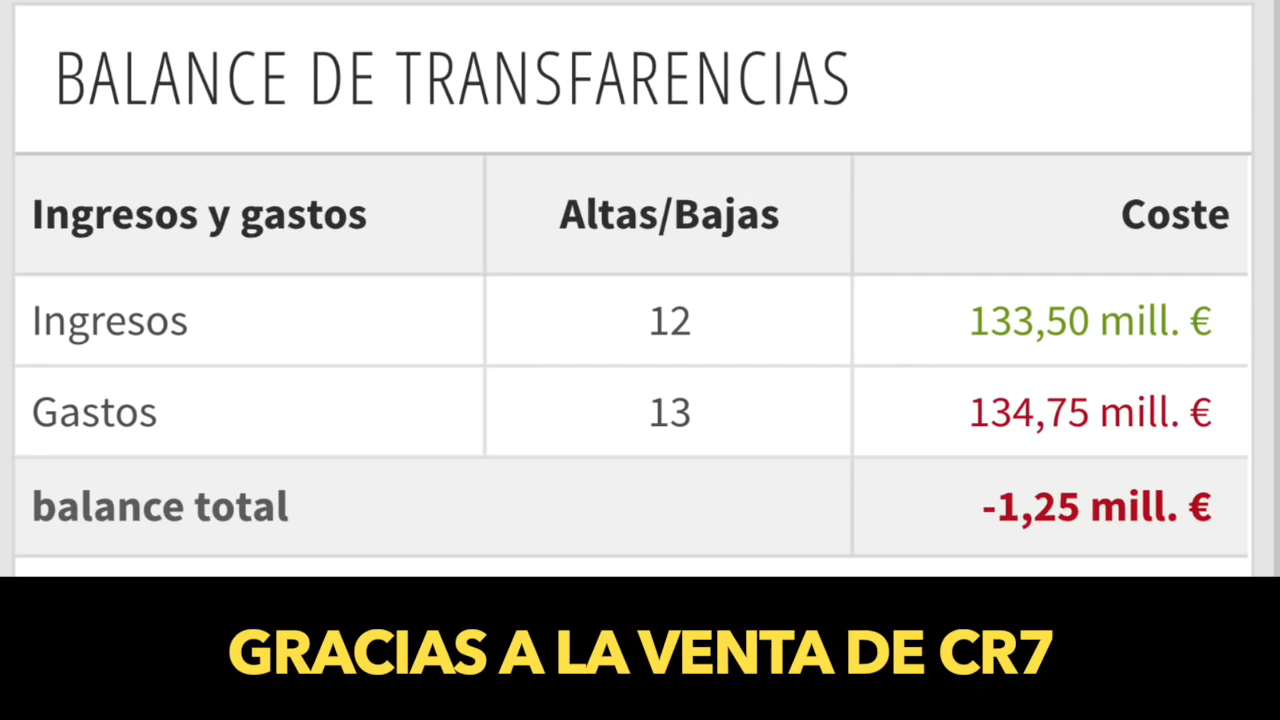 BALANCE DE TRANSFARENCIAS
Ingresos y gastos Altas/Bajas Coste
Ingresos 12 133,50 mill. €
Gastos 13 134,75 mill. €
balance total -1,25 mill. €
GRACIAS A LA VENTA DE CR7